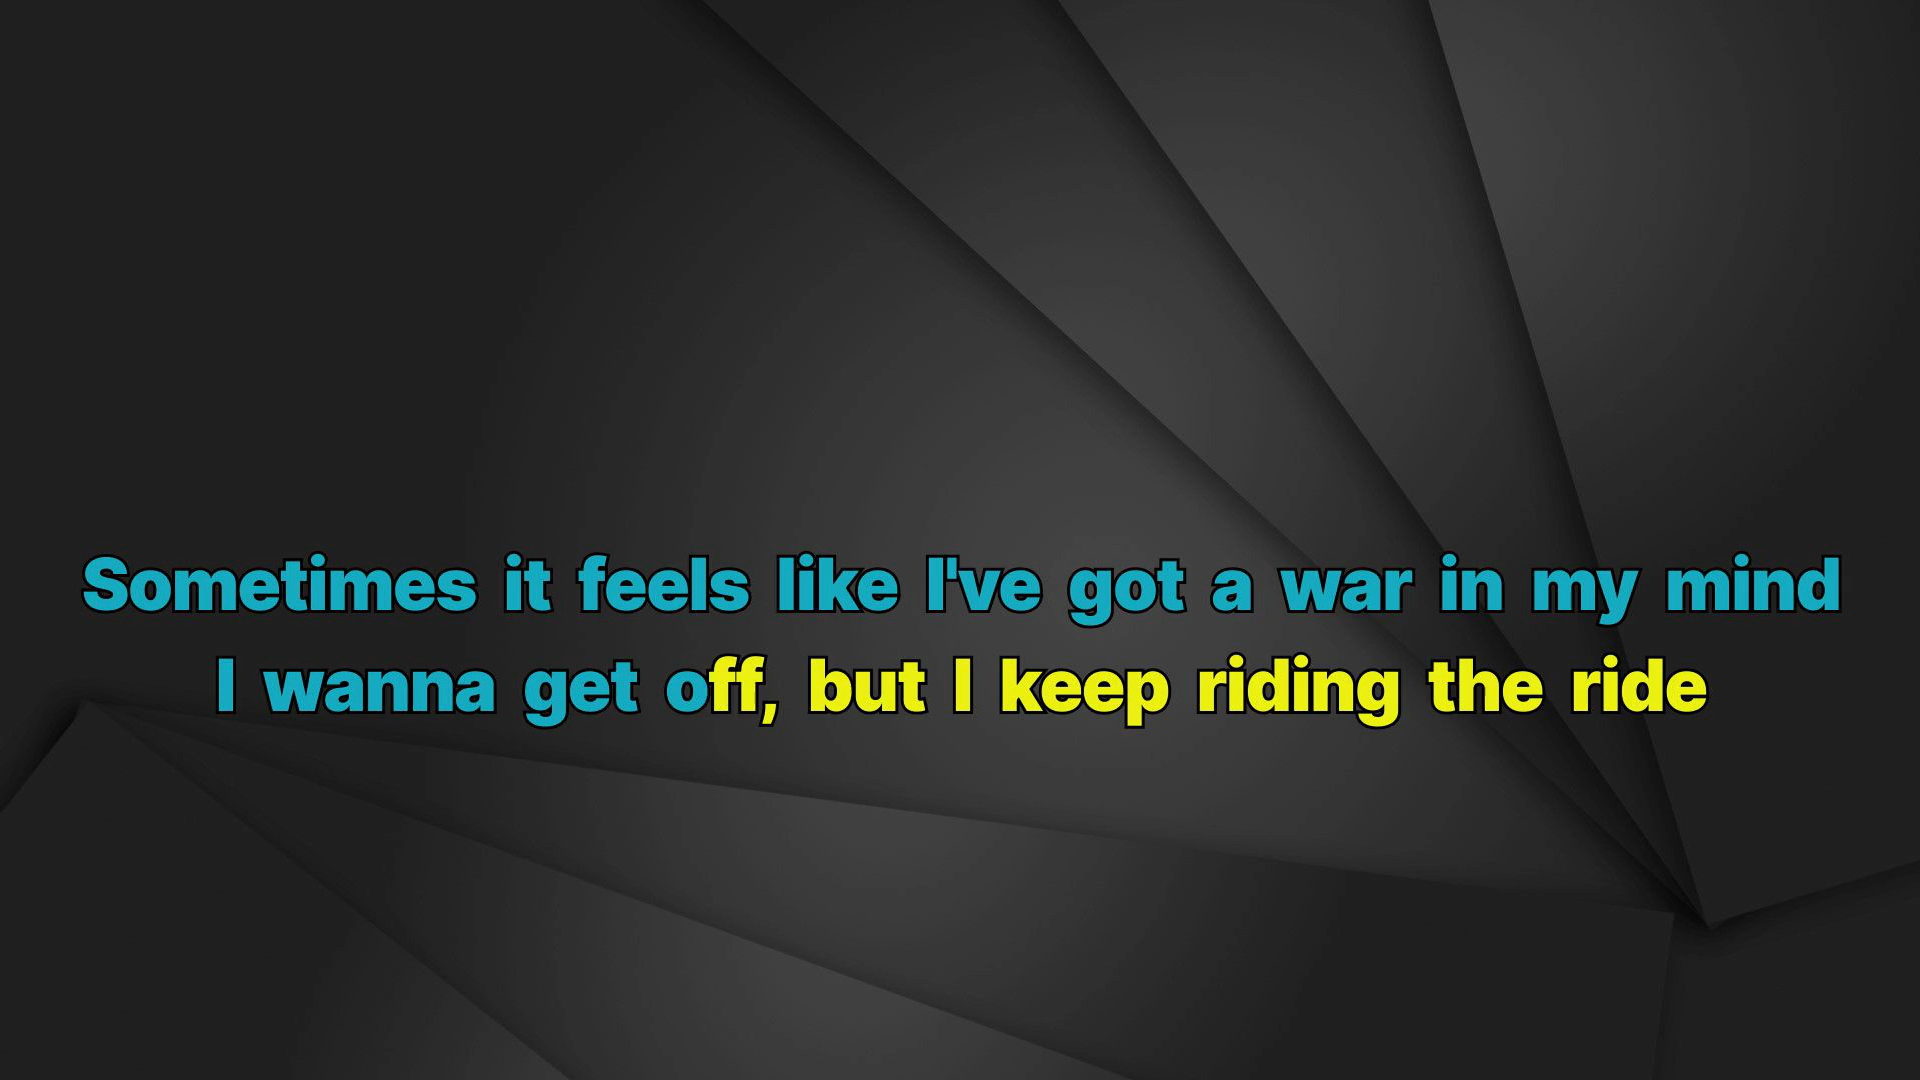 Sometimes it feels like I've got a war in my mind
I wanna get off, but I keep riding the ride